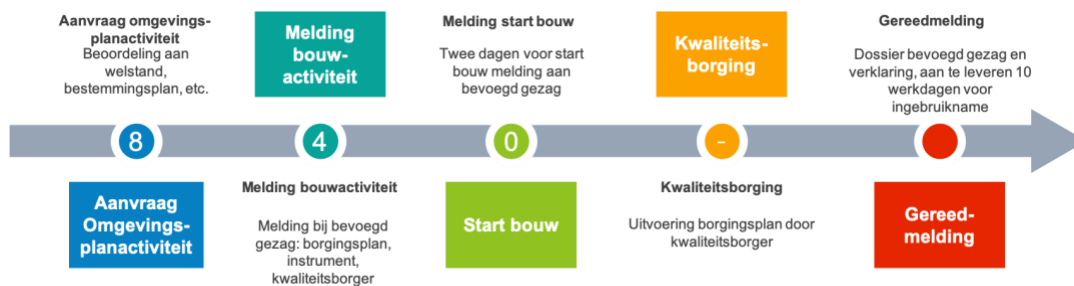 Aanvraag omgevings-
planactiviteit
Beoordeling aan
welstand,
bestemmingsplan, etc.
8
Aanvraag
Omgevings-
planactiviteit
Melding
bouw-
activiteit
4
Melding bouwactiviteit
Melding bij bevoegd
gezag: borgingsplan,
instrument,
kwaliteitsborger
Melding start bouw
Twee dagen voor start
bouw melding aan
bevoegd gezag
0
Start bouw
Kwaliteits-
borging
-
Kwaliteitsborging
Uitvoering borgingsplan door
kwaliteitsborger
Gereedmelding
Dossier bevoegd gezag en
verklaring, aan te leveren 10
werkdagen voor
ingebruikname
Gereed-
melding